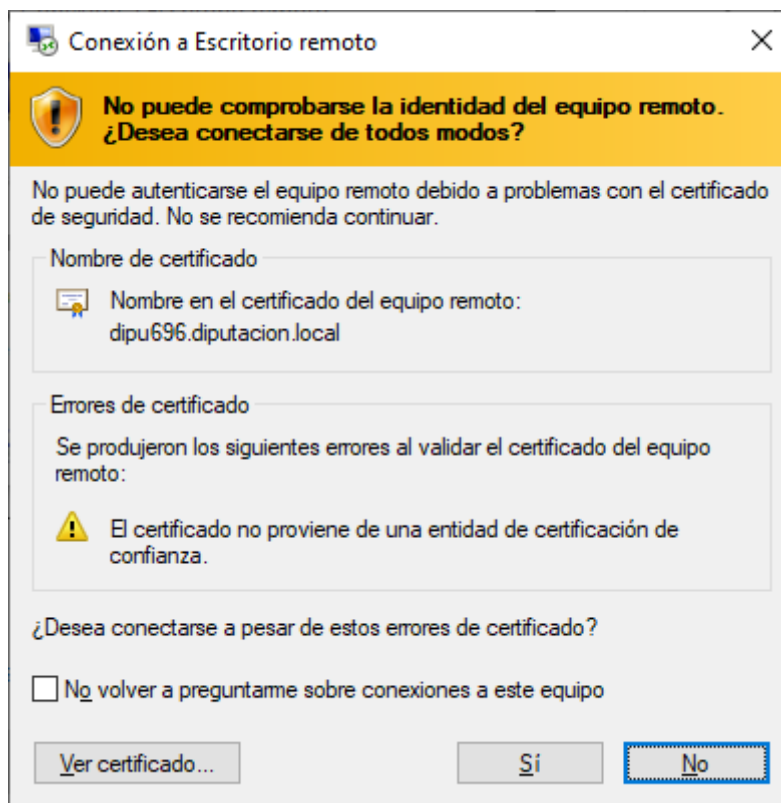 Conexión a Escritorio remoto
No puede comprobarse la identidad del equipo remoto.
¿Desea conectarse de todos modos?
No puede autenticarse el equipo remoto debido a problemas con el certificado
de seguridad. No se recomienda continuar.
Nombre de certificado
Nombre en el certificado del equipo remoto:
dipu696.diputacion.local
Errores de certificado
Se produjeron los siguientes errores al validar el certificado del equipo
remoto:
El certificado no proviene de una entidad de certificación de
confianza.
¿Desea conectarse a pesar de estos errores de certificado?
No volver a preguntarme sobre conexiones a este equipo
Ver certificado... Sí No